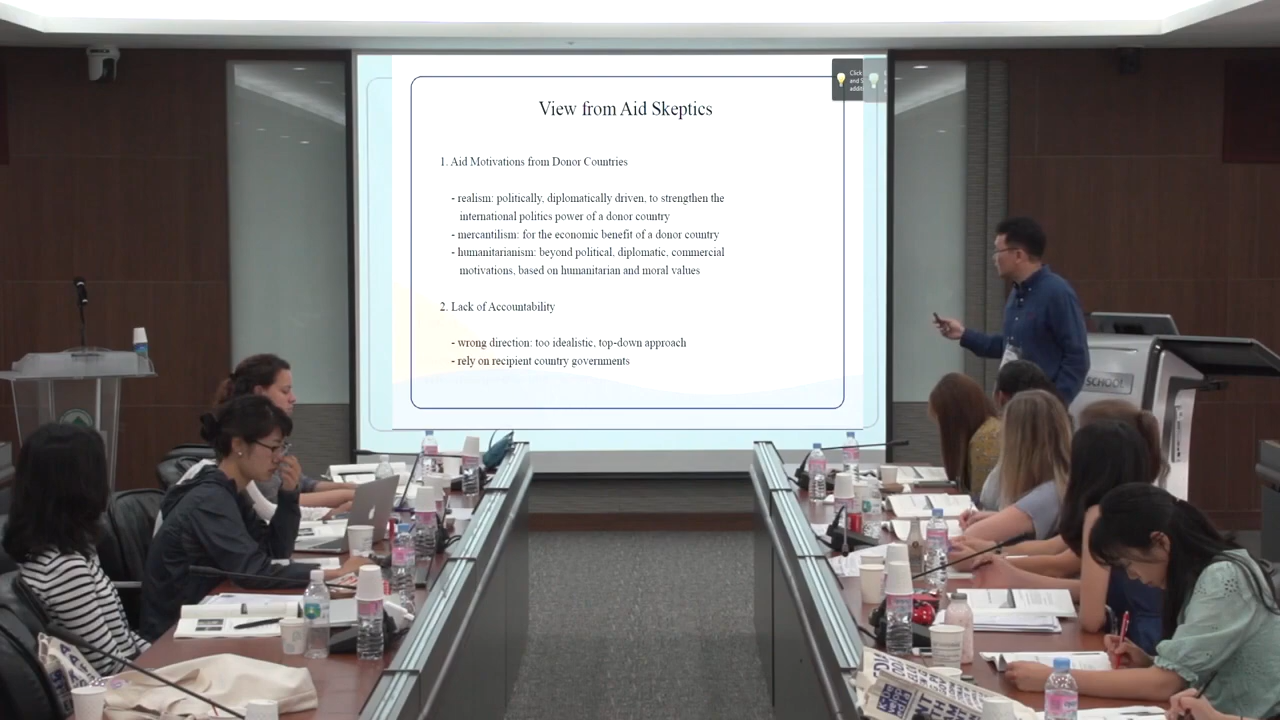 View from Aid Skeptics
Click
and S
additi
1. Aid Motivations from Donor Countries
- realism: politically, diplomatically driven, to strengthen the
international politics power of a donor country
- mercantilism: for the economic benefit of a donor country
- humanitarianism: beyond political, diplomatic, commercial
motivations, based on humanitarian and moral values
2. Lack of Accountability
- wrong direction: too idealistic, top-down approach
- rely on recipient country governments
SCHOOL